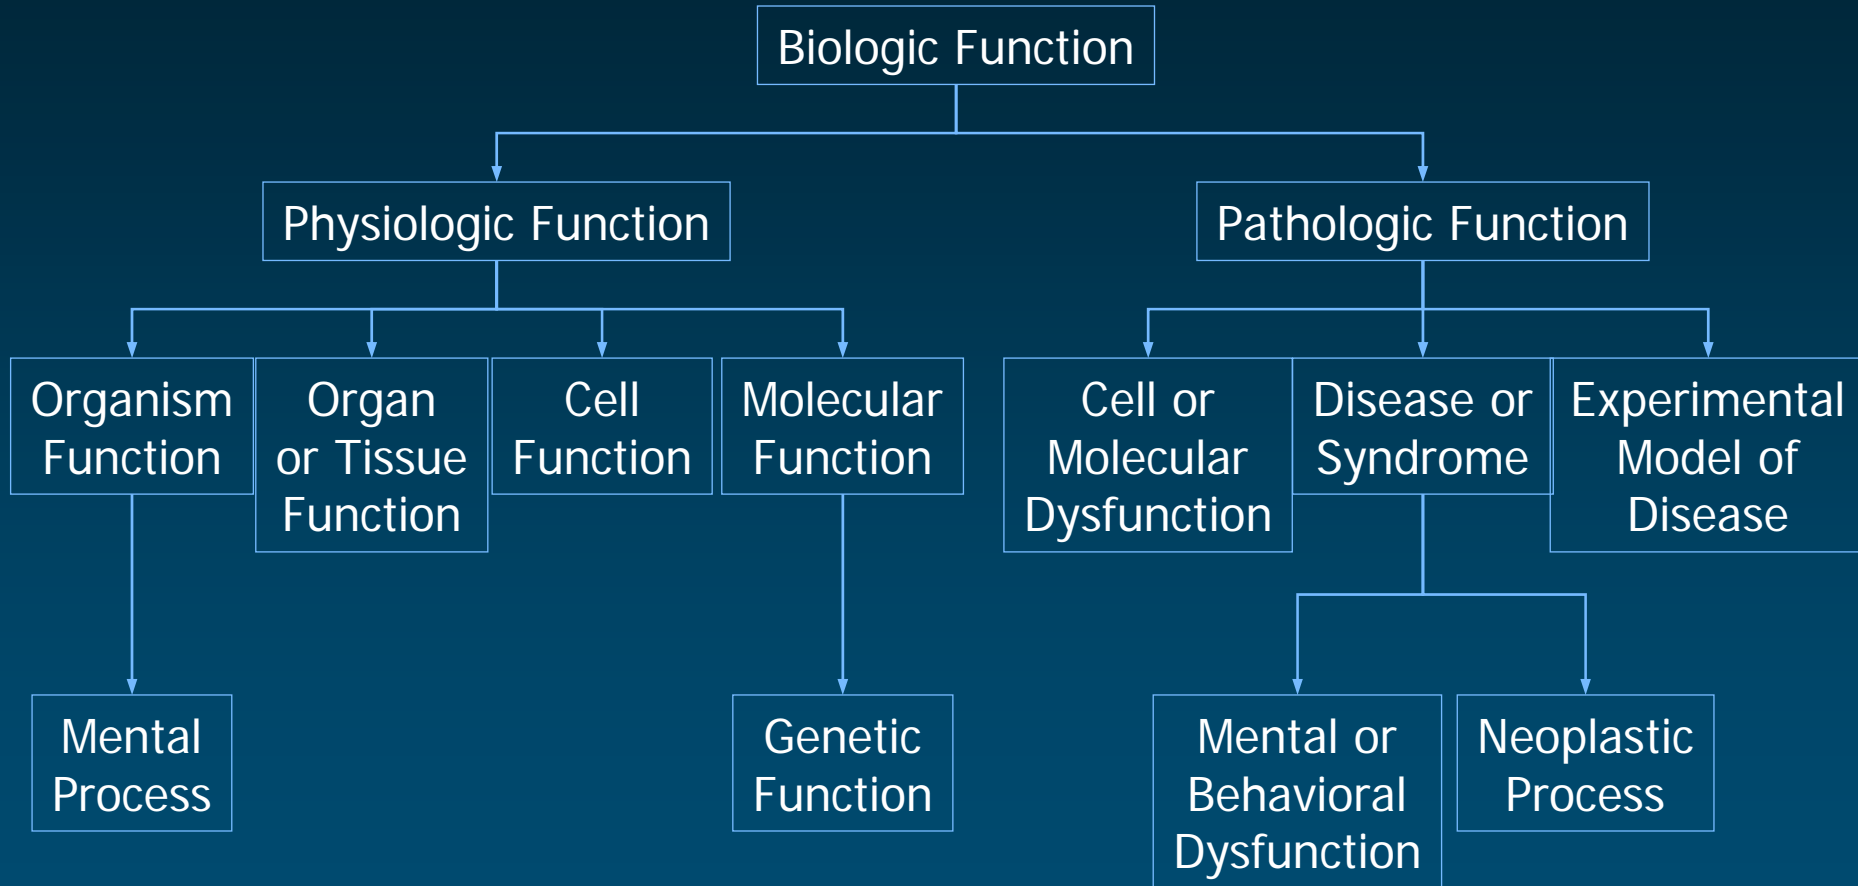 Biologic Function
Physiologic Function
Pathologic Function
Organism
Function
Organ
or Tissue
Function
Cell
Function
Molecular
Function
Cell or
Molecular
Dysfunction
Disease or
Syndrome
Experimental
Model of
Disease
Mental
Process
Genetic
Function
Mental or
Behavioral
Dysfunction
Neoplastic
Process